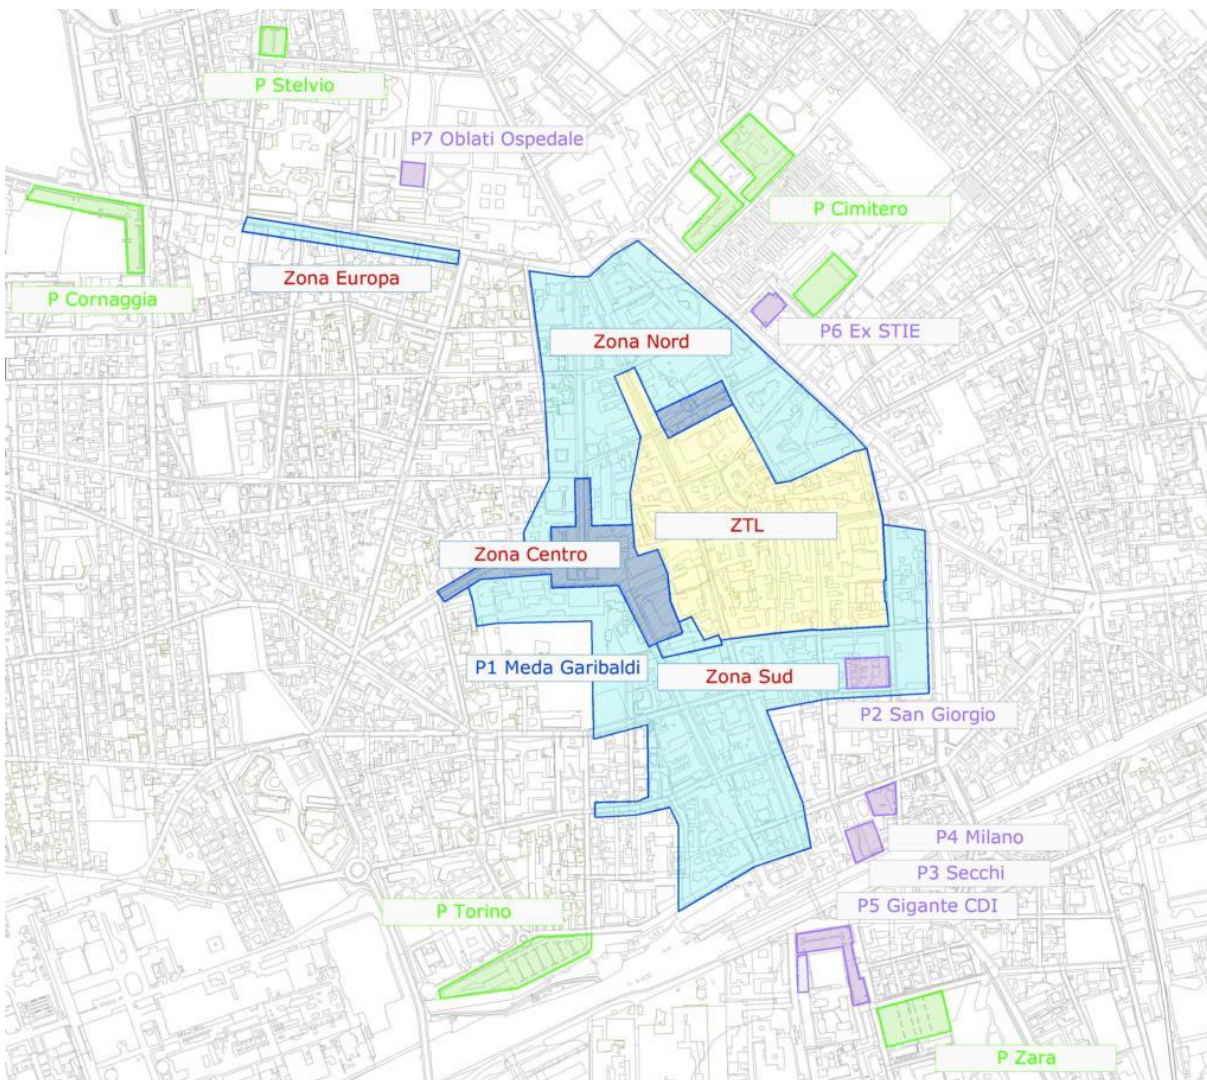 P Stelvio
P7 Oblati Ospedale
P Cimitero
Zona Europa
P Cornaggia
P6 Ex STIE
Zona Nord
ZTL
Zona Centro
P1 Meda Garibaldi
Zona Sud
P2 San Giorgio
P4 Milano
P3 Secchi
P5 Gigante CDI
P Torino
P Zara